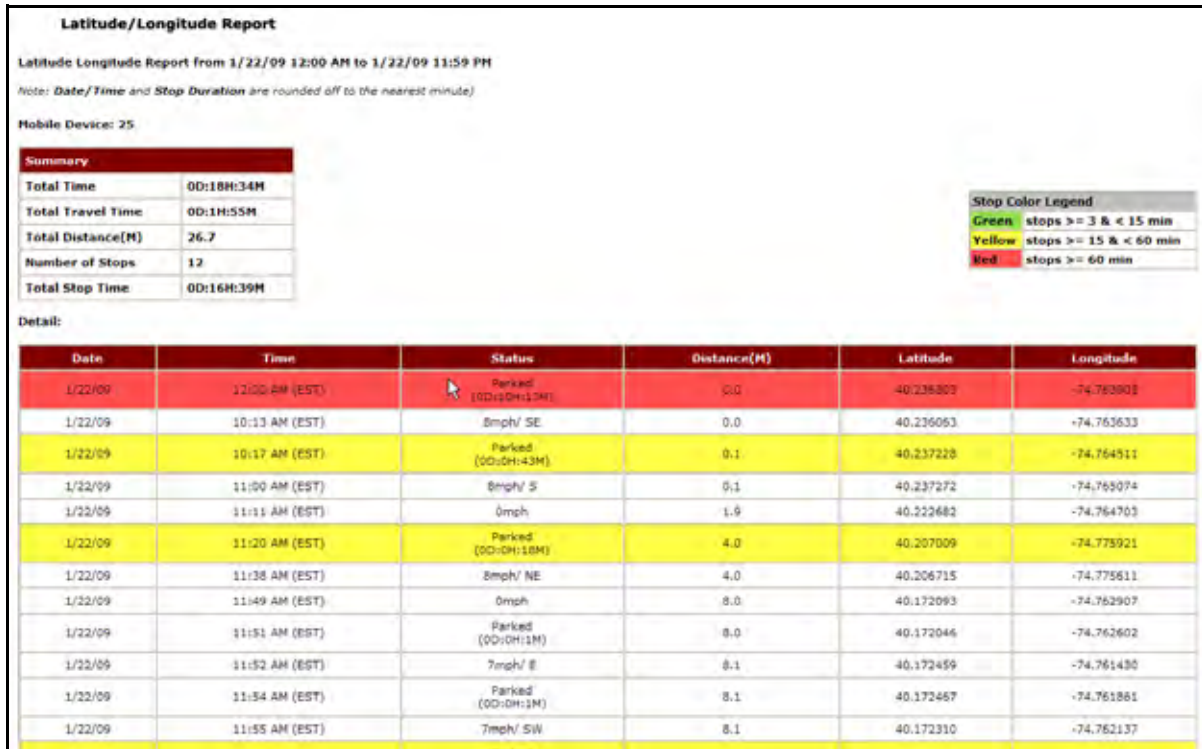 Latitude/Longitude Report
Latitude Longitude Report from 1/22/09 12:00 AM to 1/22/09 11:59 PM
Note: Date/Time and Stop Duration are rounded off to the nearest minute)
Mobile Device: 25
Summary
Total Time 0D:18H:34M
Total Travel Time 0D:1H:55M
Total Distance(M) 26.7
Number of Stops 12
Total Stop Time 0D:16H:39M
Stop Color Legend
Green stops >= 3 & < 15 min
Yellow stops >= 15 & < 60 min
Red stops >= 60 min
Detail:
Date Time Status Distance(M) Latitude Longitude
1/22/09 12:00 AM (EST) Parked (0D:10H:13M) 0.0 40.236803
1/22/09 10:13 AM (EST) 8mph/ SE 0.0 40.236063 -74.763633
1/22/09 10:17 AM (EST) Parked (0D:0H:43M) 0.1 40.237228 -74.764511
1/22/09 11:00 AM (EST) 8mph/ S 0.1 40.237272 -74.765074
1/22/09 11:11 AM (EST) 0mph 1.9 40.222682 -74.764703
1/22/09 11:20 AM (EST) Parked (0D:0H:18M) 4.0 40.207009 -74.775921
1/22/09 11:38 AM (EST) 8mph/ NE 4.0 40.206715 -74.775611
1/22/09 11:49 AM (EST) 0mph 8.0 40.172093 -74.762907
1/22/09 11:51 AM (EST) Parked (0D:0H:1M) 8.0 40.172046 -74.762602
1/22/09 11:52 AM (EST) 7mph/ E 8.1 40.172459 -74.761430
1/22/09 11:54 AM (EST) Parked (0D:0H:1M) 8.1 40.172467 -74.761861
1/22/09 11:55 AM (EST) 7mph/ SW 8.1 40.172310 -74.762137